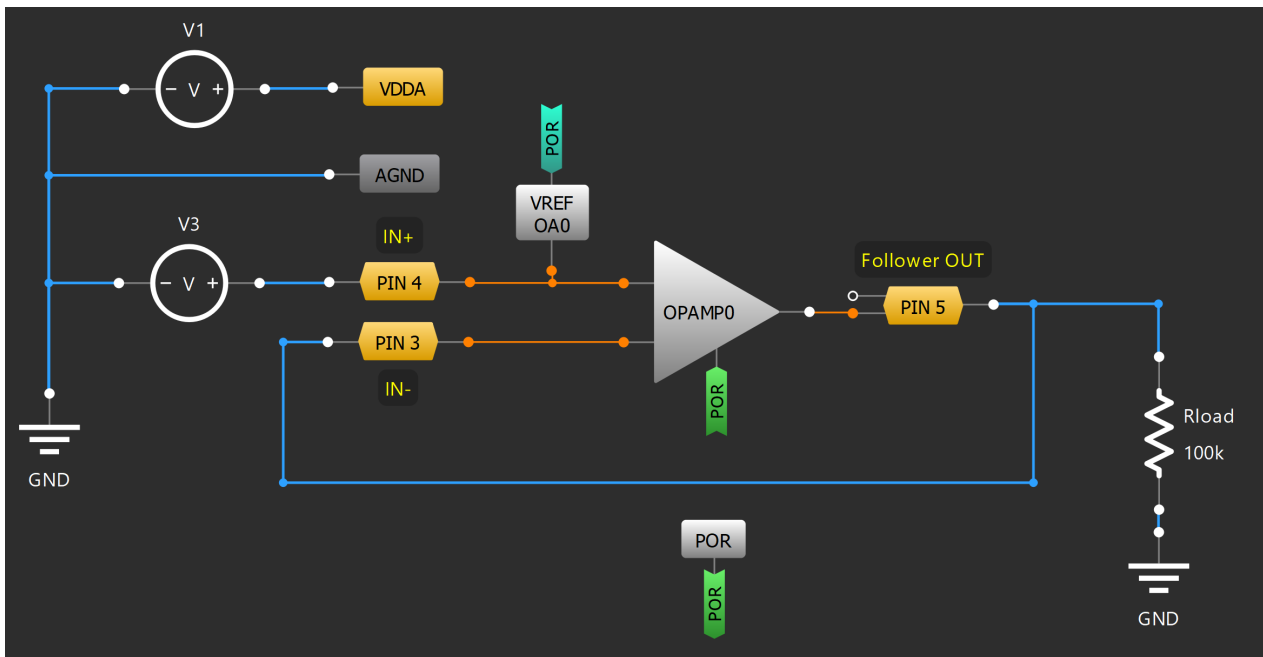 V1
− V +
VDDA
POR
AGND
VREF
OA0
V3
IN+
− V +
PIN 4
Follower OUT
OPAMP0
PIN 5
PIN 3
IN-
POR
Rload
100k
GND
POR
POR
GND